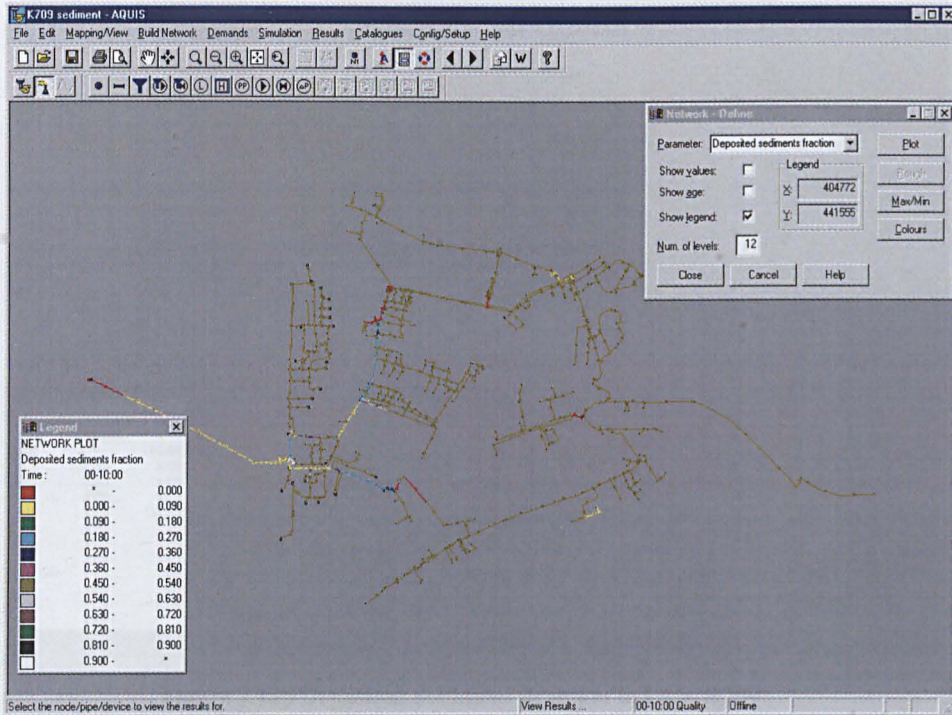 K709 sediment - AQUIS
File Edit Mapping/View Build Network Demands Simulation Results Catalogues Config/Setup Help
Network - Define
Parameter: Deposited sediments fraction
Plot
Show values:
Legend
Show age:
X: 404772
Max/Min
Show legend:
Y: 441555
Colours
Num. of levels: 12
Close Cancel Help
Legend
NETWORK PLOT
Deposited sediments fraction
Time : 00-10:00
* - 0.000
0.000 - 0.090
0.090 - 0.180
0.180 - 0.270
0.270 - 0.360
0.360 - 0.450
0.450 - 0.540
0.540 - 0.630
0.630 - 0.720
0.720 - 0.810
0.810 - 0.900
0.900 - *
Select the node/pipe/device to view the results for.
View Results ...
00-10:00 Quality
Offline